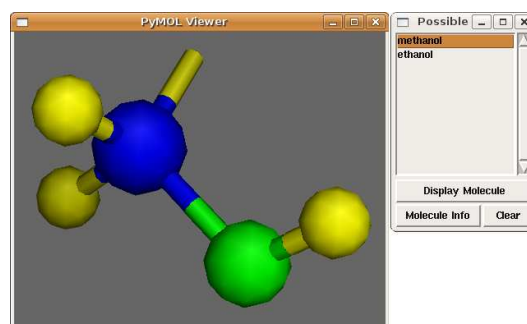 PyMOL Viewer
Possible
methanol
ethanol
Display Molecule
Molecule Info
Clear